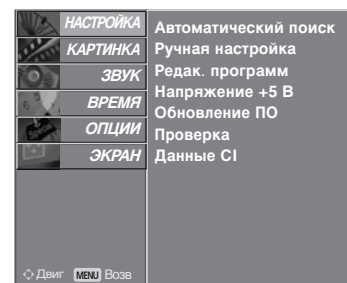 НАСТРОЙКА
КАРТИНКА
ЗВУК
ВРЕМЯ
ОПЦИИ
ЭКРАН
Автоматический поиск
Ручная настройка
Редак. программ
Напряжение +5 В
Обновление ПО
Проверка
Данные CI
Двиг MENU Возв